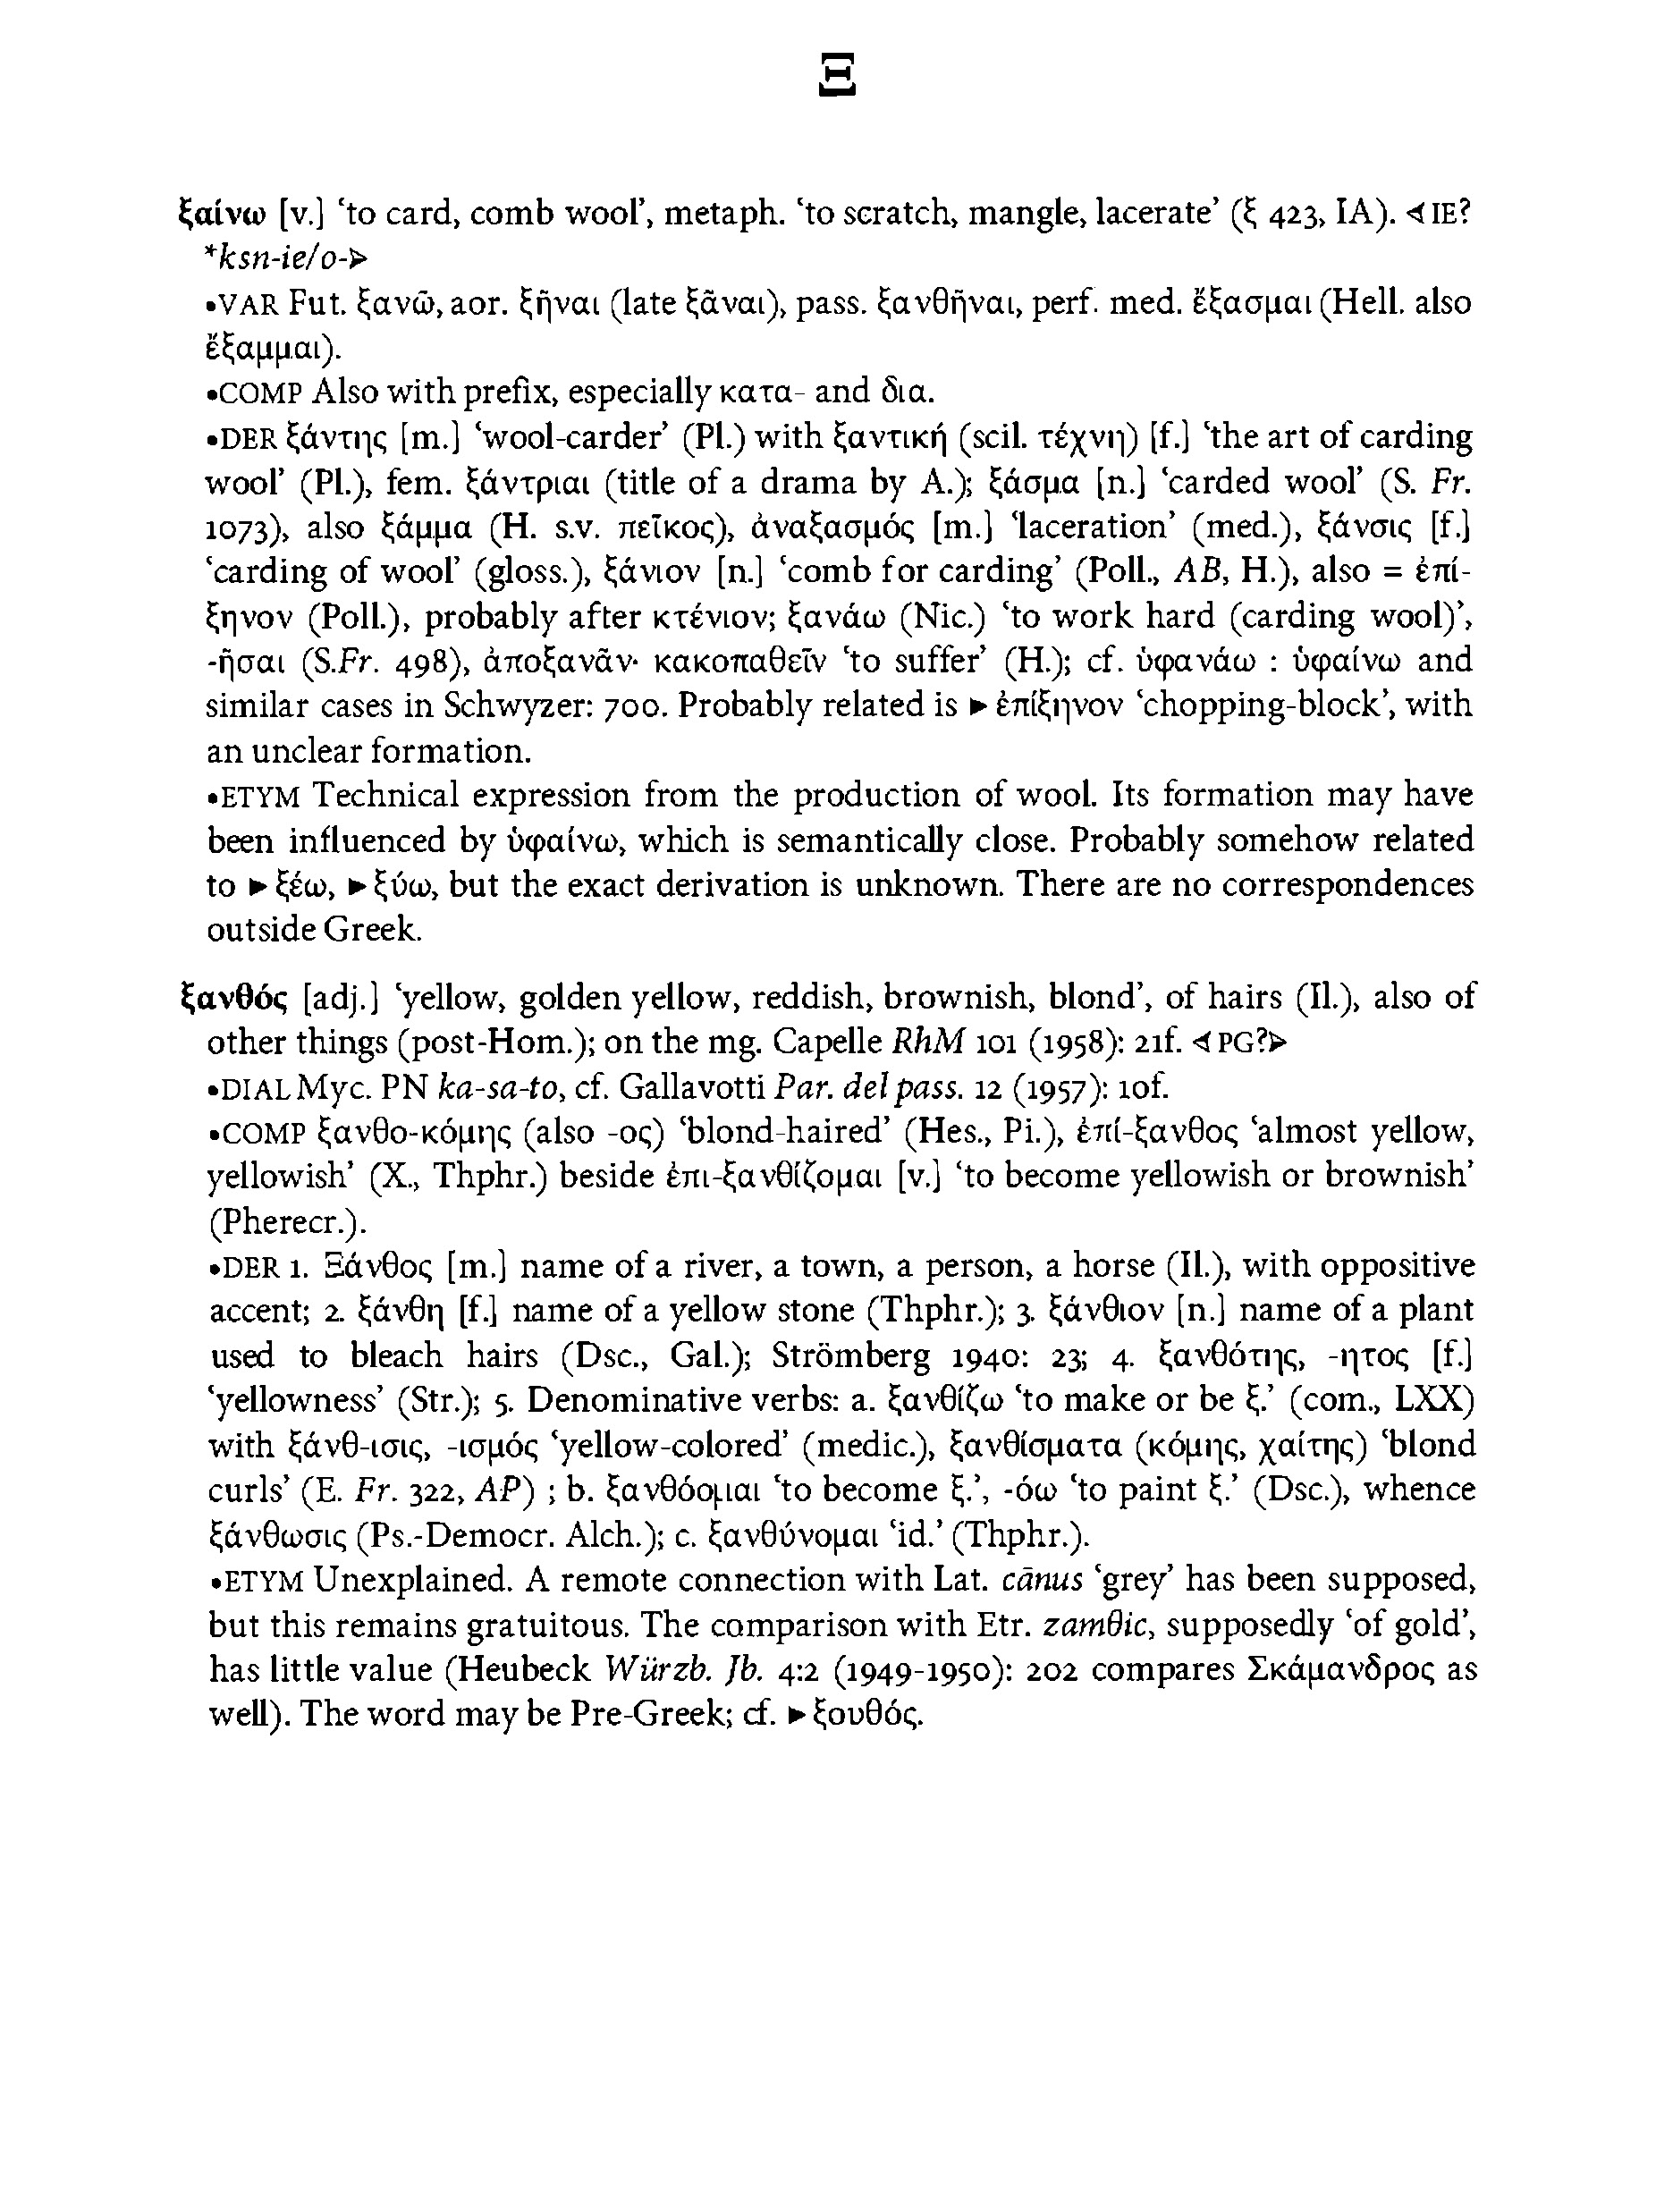 Ξ
ξαίνω [v.] ‘to card, comb wool’, metaph. ‘to scratch, mangle, lacerate’ (ξ 423, IA). ⊲ IE?
*ksn-ie/o-⊳
•VAR Fut. ξανῶ, aor. ξῆναι (late ξᾶναι), pass. ξανθῆναι, perf. med. ἔξασμαι (Hell. also
ἔξαμμαι).
•COMP Also with prefix, especially κατα- and δια.
•DER ξάντης [m.] ‘wool-carder’ (Pl.) with ξαντική (scil. τέχνη) [f.] ‘the art of carding
wool’ (Pl.), fem. ξάντριαι (title of a drama by A.); ξάσμα [n.] ‘carded wool’ (S. Fr.
1073), also ξάμμα (H. s.v. πεῖκος), ἀναξασμός [m.] ‘laceration’ (med.), ξάνσις [f.]
‘carding of wool’ (gloss.), ξάνιον [n.] ‘comb for carding’ (Poll., AB, H.), also = ἐπί-
ξηνον (Poll.), probably after κτένιον; ξανάω (Nic.) ‘to work hard (carding wool)’,
-ῆσαι (S.Fr. 498), ἀποξανᾶν· κακοπαθεῖν ‘to suffer’ (H.); cf. ὑφανάω : ὑφαίνω and
similar cases in Schwyzer: 700. Probably related is ►ἐπίξηνον ‘chopping-block’, with
an unclear formation.
•ETYM Technical expression from the production of wool. Its formation may have
been influenced by ὑφαίνω, which is semantically close. Probably somehow related
to ►ξέω, ►ξύω, but the exact derivation is unknown. There are no correspondences
outside Greek.
ξανθός [adj.] ‘yellow, golden yellow, reddish, brownish, blond’, of hairs (Il.), also of
other things (post-Hom.); on the mg. Capelle RhM 101 (1958): 21f. ⊲ PG?⊳
•DIAL Myc. PN ka-sa-to, cf. Gallavotti Par. del pass. 12 (1957): 10f.
•COMP ξανθο-κόμης (also -ος) ‘blond-haired’ (Hes., Pi.), ἐπί-ξανθος ‘almost yellow,
yellowish’ (X., Thphr.) beside ἐπι-ξανθίζομαι [v.] ‘to become yellowish or brownish’
(Pherecr.).
•DER 1. Ξάνθος [m.] name of a river, a town, a person, a horse (Il.), with oppositive
accent; 2. ξάνθη [f.] name of a yellow stone (Thphr.); 3. ξάνθιον [n.] name of a plant
used to bleach hairs (Dsc., Gal.); Strömberg 1940: 23; 4. ξανθότης, -ητος [f.]
‘yellowness’ (Str.); 5. Denominative verbs: a. ξανθίζω ‘to make or be ξ.’ (com., LXX)
with ξάνθ-ισις, -ισμός ‘yellow-colored’ (medic.), ξανθίσματα (κόμης, χαίτης) ‘blond
curls’ (E. Fr. 322, AP) ; b. ξανθόομαι ‘to become ξ.’, -όω ‘to paint ξ.’ (Dsc.), whence
ξάνθωσις (Ps.-Democr. Alch.); c. ξανθύνομαι ‘id.’ (Thphr.).
•ETYM Unexplained. A remote connection with Lat. cānus ‘grey’ has been supposed,
but this remains gratuitous. The comparison with Etr. zamθic, supposedly ‘of gold’,
has little value (Heubeck Würzb. Jb. 4:2 (1949-1950): 202 compares Σκάμανδρος as
well). The word may be Pre-Greek; cf. ►ξουθός.